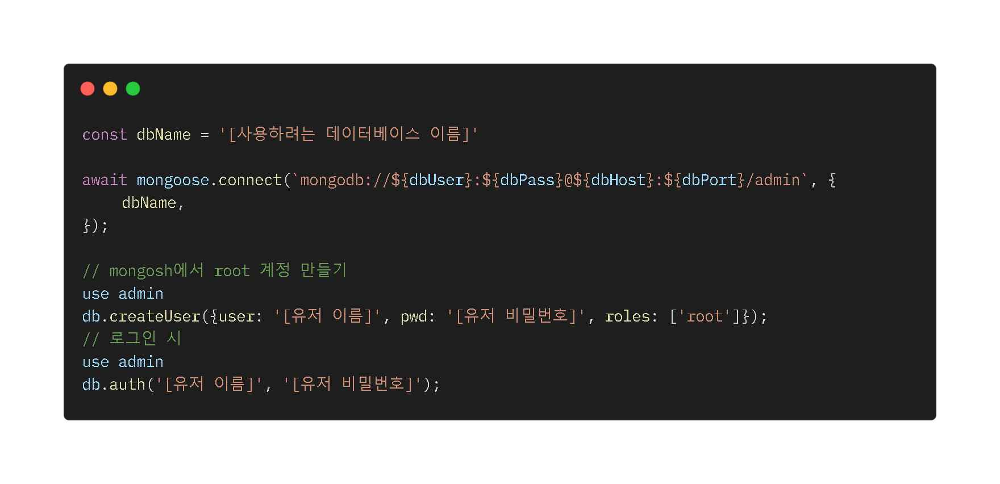 const dbName = '[사용하려는 데이터베이스 이름]'
await mongoose.connect(`mongodb://${dbUser}:${dbPass}@${dbHost}:${dbPort}/admin`, {
dbName,
});
// mongosh에서 root 계정 만들기
use admin
db.createUser({user: '[유저 이름]', pwd: '[유저 비밀번호]', roles: ['root']});
// 로그인 시
use admin
db.auth('[유저 이름]', '[유저 비밀번호]');